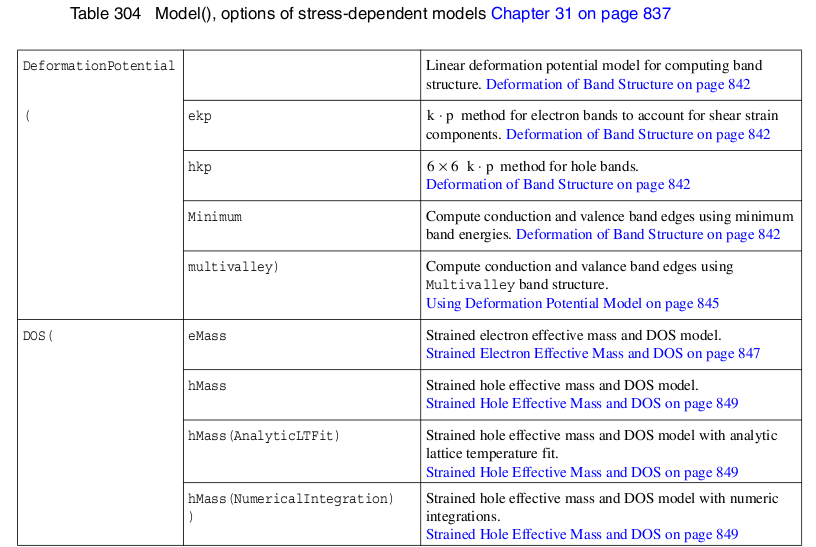 Table 304 Model(), options of stress-dependent models Chapter 31 on page 837
DeformationPotential
Linear deformation potential model for computing band
structure. Deformation of Band Structure on page 842
(
ekp
k · p method for electron bands to account for shear strain
components. Deformation of Band Structure on page 842
hkp
6 × 6 k · p method for hole bands.
Deformation of Band Structure on page 842
Minimum
Compute conduction and valence band edges using minimum
band energies. Deformation of Band Structure on page 842
multivalley)
Compute conduction and valance band edges using
Multivalley band structure.
Using Deformation Potential Model on page 845
DOS(
eMass
Strained electron effective mass and DOS model.
Strained Electron Effective Mass and DOS on page 847
hMass
Strained hole effective mass and DOS model.
Strained Hole Effective Mass and DOS on page 849
hMass(AnalyticLTFit)
Strained hole effective mass and DOS model with analytic
lattice temperature fit.
Strained Hole Effective Mass and DOS on page 849
hMass(NumericalIntegration)
)
Strained hole effective mass and DOS model with numeric
integrations.
Strained Hole Effective Mass and DOS on page 849